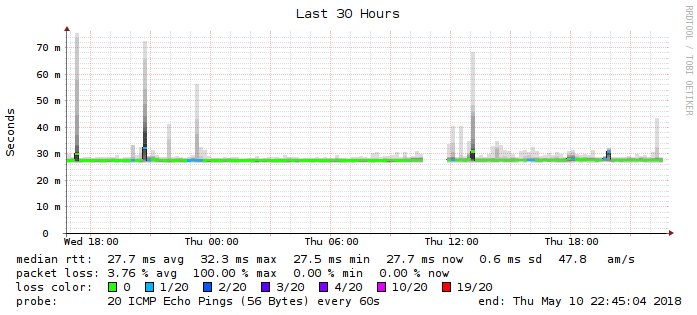 Last 30 Hours
RRDTOOL / TOBI OETIKER
Seconds
70 m
60 m
50 m
40 m
30 m
20 m
10 m
0
Wed 18:00 Thu 00:00 Thu 06:00 Thu 12:00 Thu 18:00
median rtt: 27.7 ms avg 32.3 ms max 27.5 ms min 27.7 ms now 0.6 ms sd 47.8 am/s
packet loss: 3.76 % avg 100.00 % max 0.00 % min 0.00 % now
loss color: 0 1/20 2/20 3/20 4/20 10/20 19/20
probe: 20 ICMP Echo Pings (56 Bytes) every 60s end: Thu May 10 22:45:04 2018